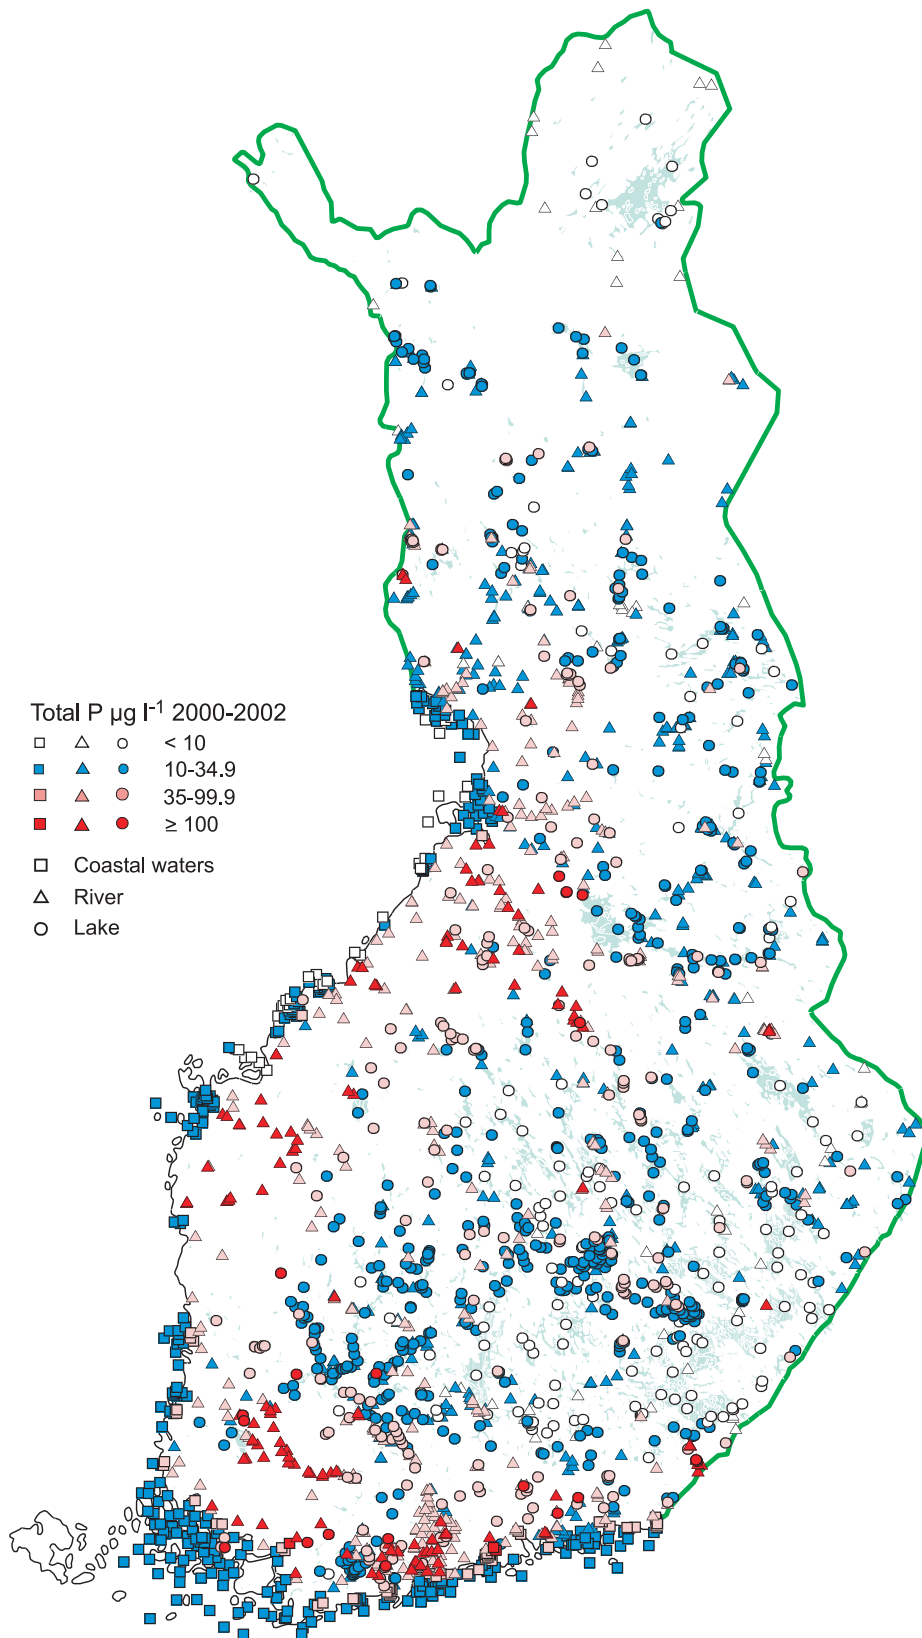 Total P µg l⁻¹ 2000-2002
< 10
10-34.9
35-99.9
≥ 100
Coastal waters
River
Lake